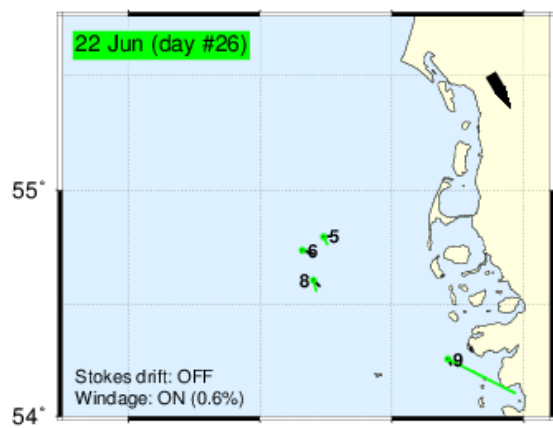 22 Jun (day #26)
55°
5
6
8
9
Stokes drift: OFF
Windage: ON (0.6%)
54°